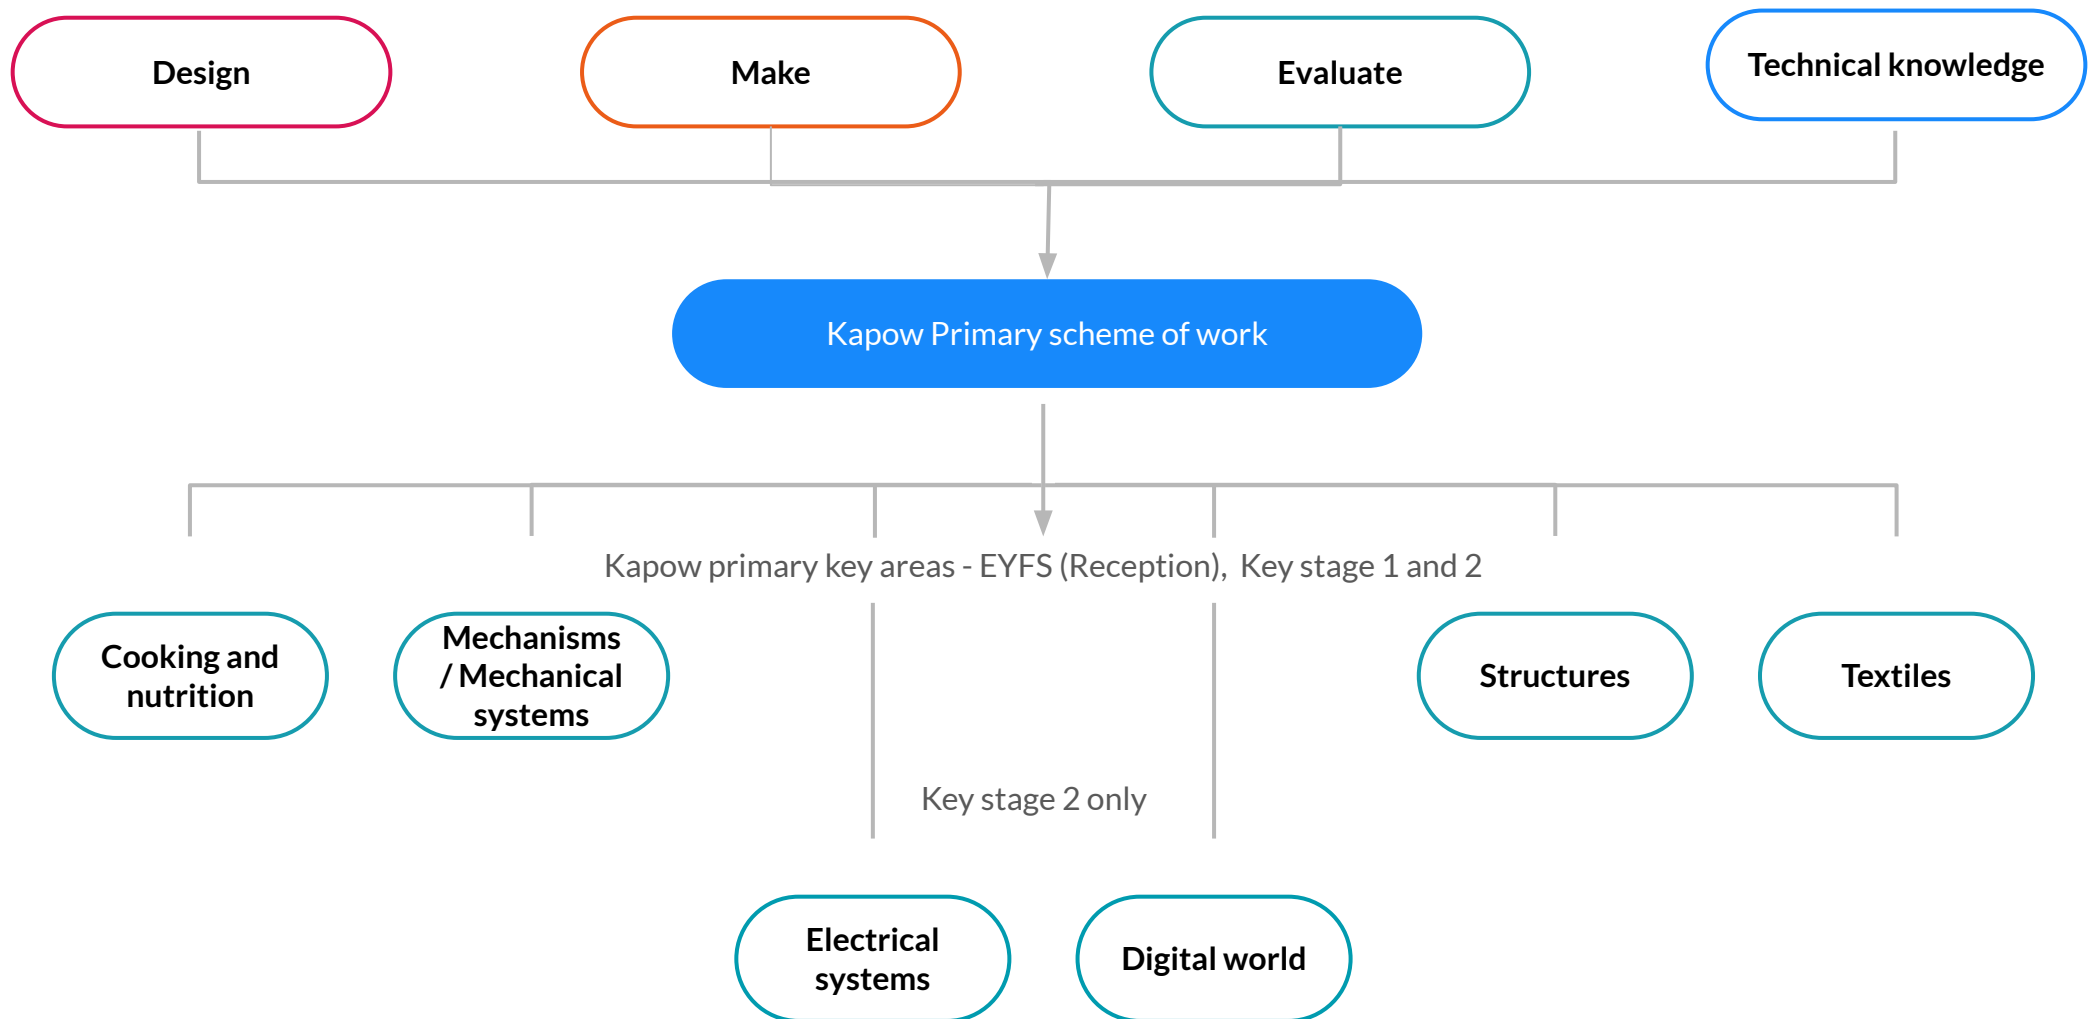 Design
Make
Evaluate
Technical knowledge
Kapow Primary scheme of work
Kapow primary key areas - EYFS (Reception),  Key stage 1 and 2
Cooking and
nutrition
Mechanisms
/ Mechanical
systems
Structures
Textiles
Key stage 2 only
Electrical
systems
Digital world